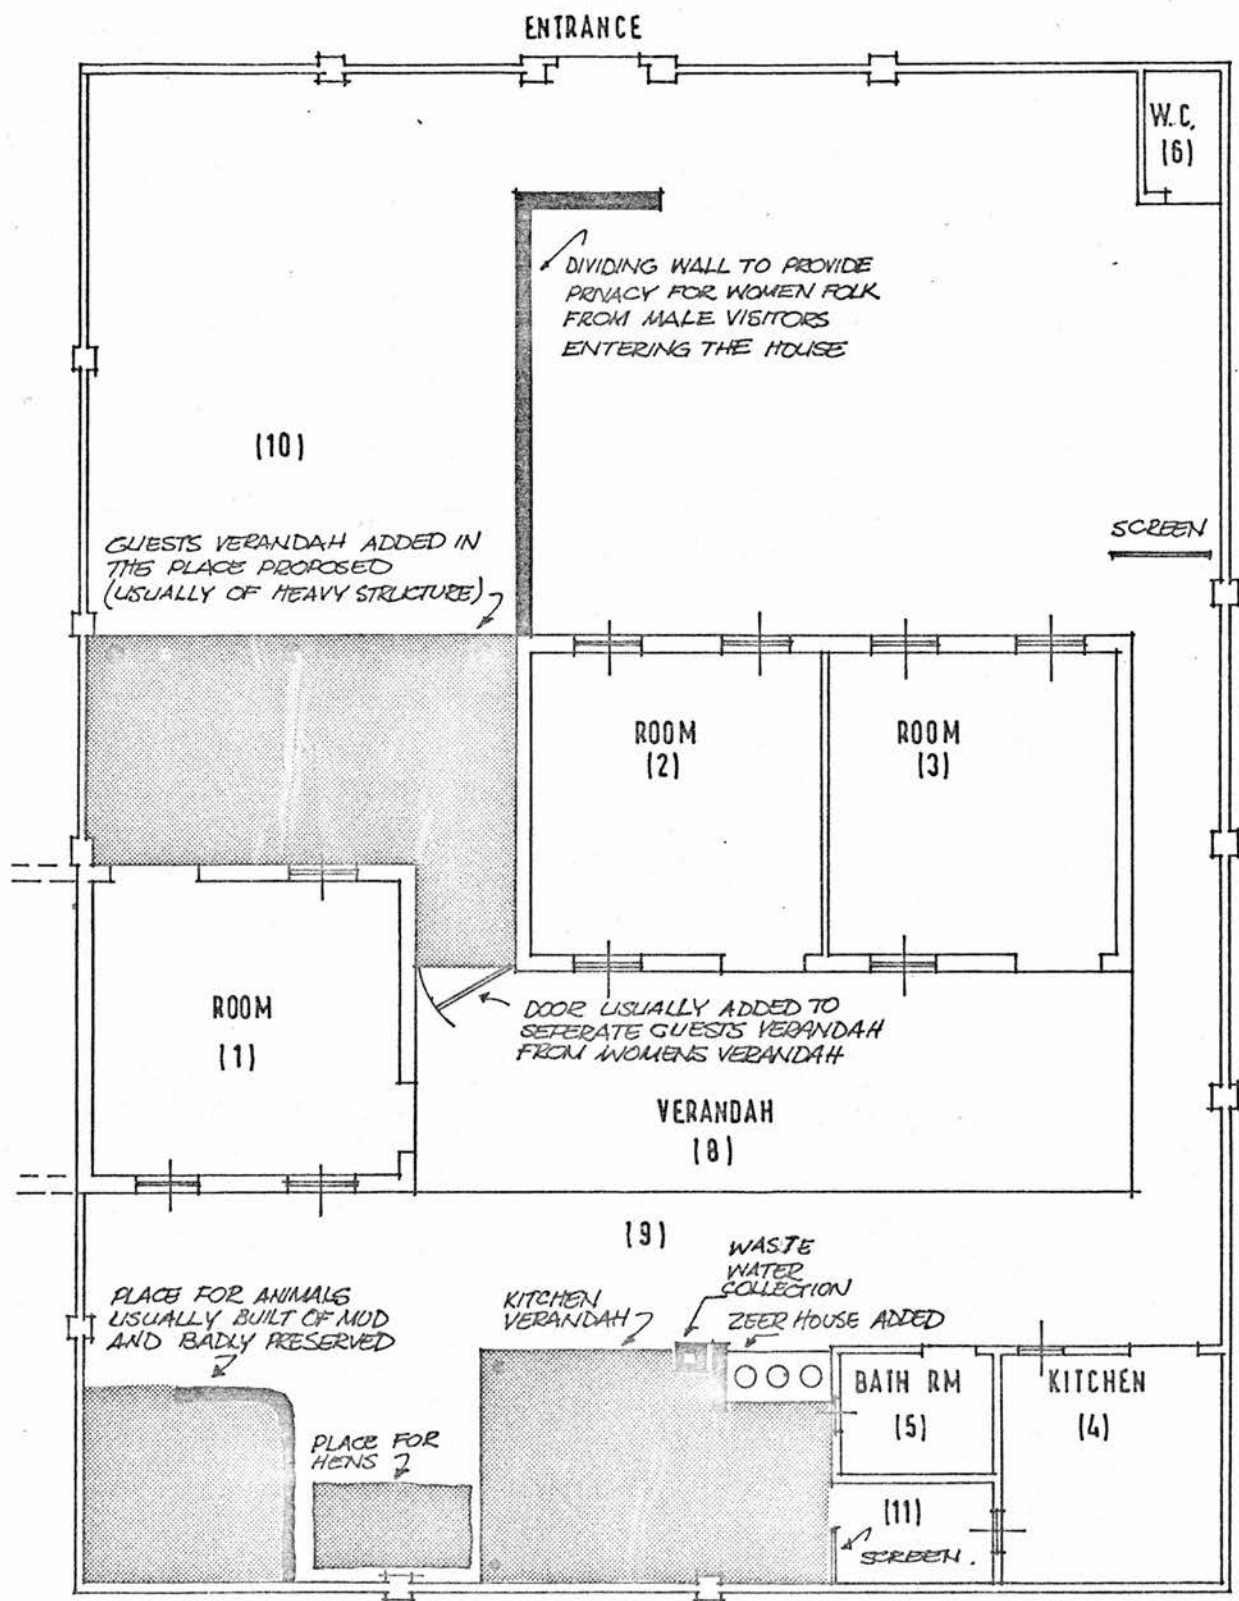 ENTRANCE
W.C.
(6)
DIVIDING WALL TO PROVIDE
PRIVACY FOR WOMEN FOLK
FROM MALE VISITORS
ENTERING THE HOUSE
(10)
GUESTS VERANDAH ADDED IN
THE PLACE PROPOSED
(USUALLY OF HEAVY STRUCTURE)
SCREEN
ROOM
(2)
ROOM
(3)
ROOM
(1)
DOOR USUALLY ADDED TO
SEPERATE GUESTS VERANDAH
FROM WOMENS VERANDAH
VERANDAH
(8)
(9)
WASTE
WATER
COLLECTION
PLACE FOR ANIMALS
USUALLY BUILT OF MUD
AND BADLY PRESERVED
KITCHEN
VERANDAH
ZEER HOUSE ADDED
BATH RM
(5)
KITCHEN
(4)
PLACE FOR
HENS
(11)
SCREEN.